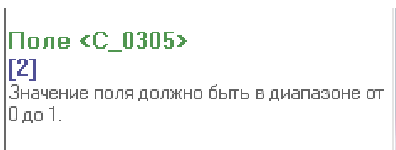 Поле <C_0305>
[2]
Значение поля должно быть в диапазоне от
0 до 1.